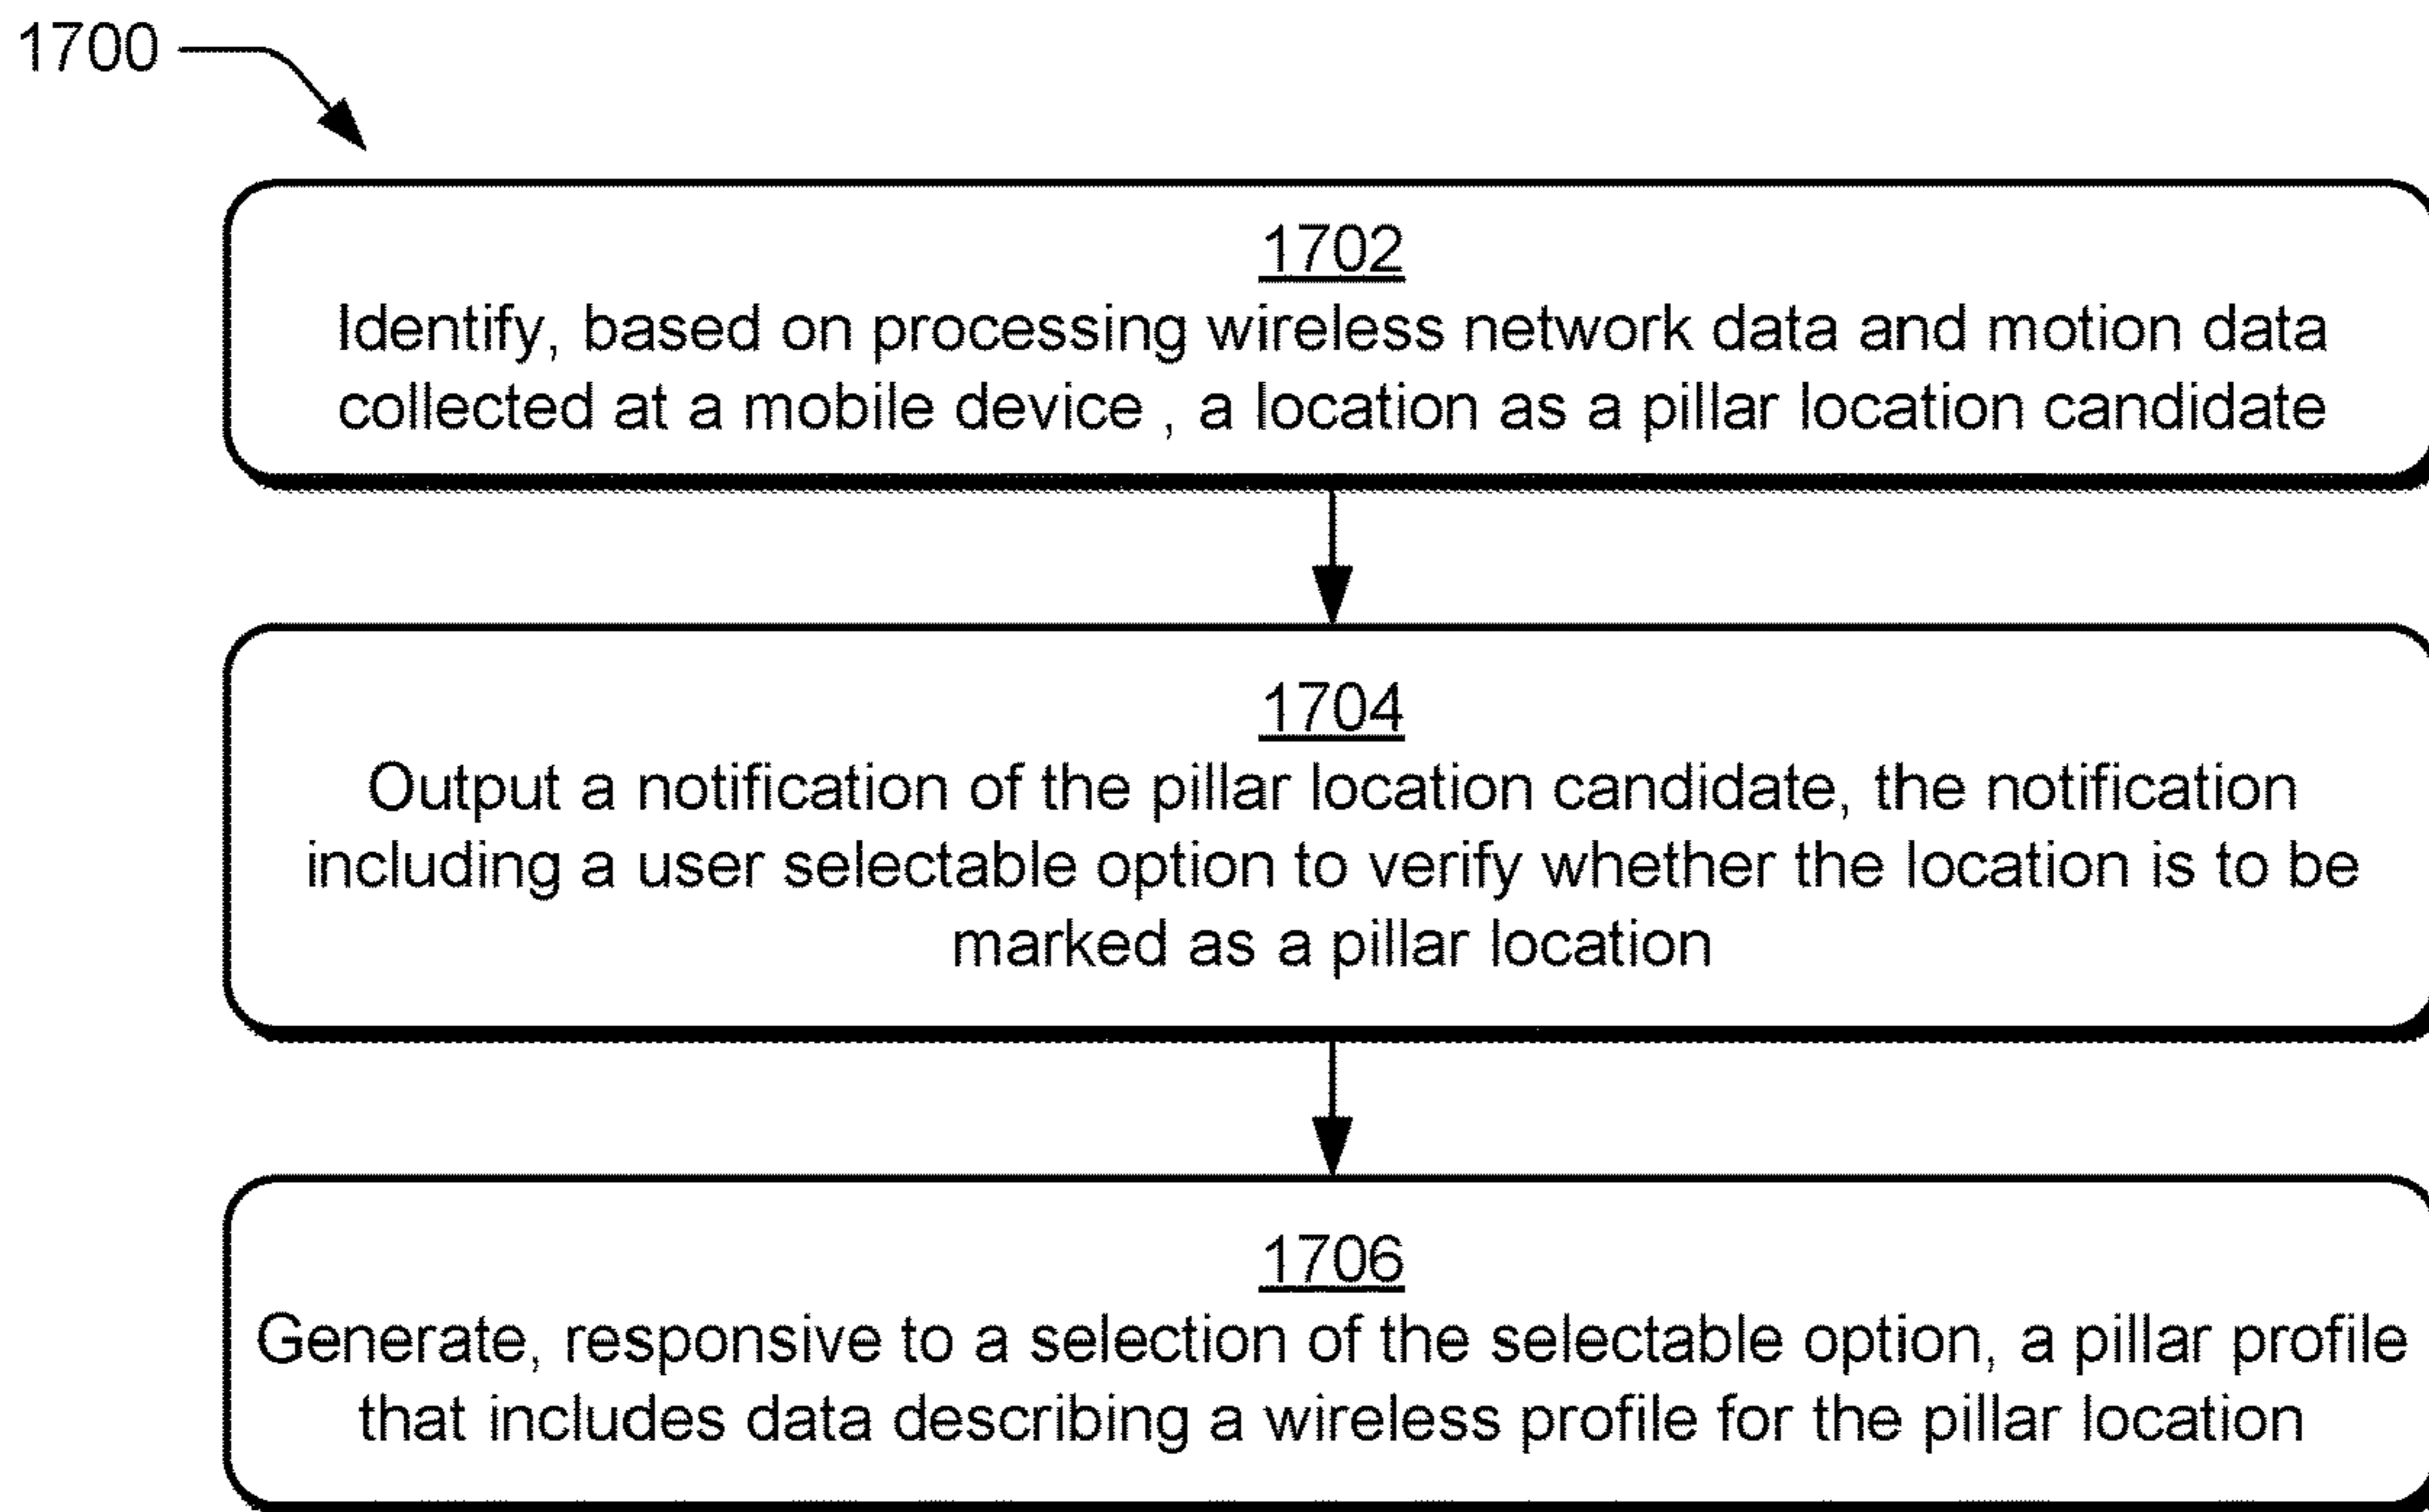 1700
1702
Identify, based on processing wireless network data and motion data
collected at a mobile device , a location as a pillar location candidate
1704
Output a notification of the pillar location candidate, the notification
including a user selectable option to verify whether the location is to be
marked as a pillar location
1706
Generate, responsive to a selection of the selectable option, a pillar profile
that includes data describing a wireless profile for the pillar location